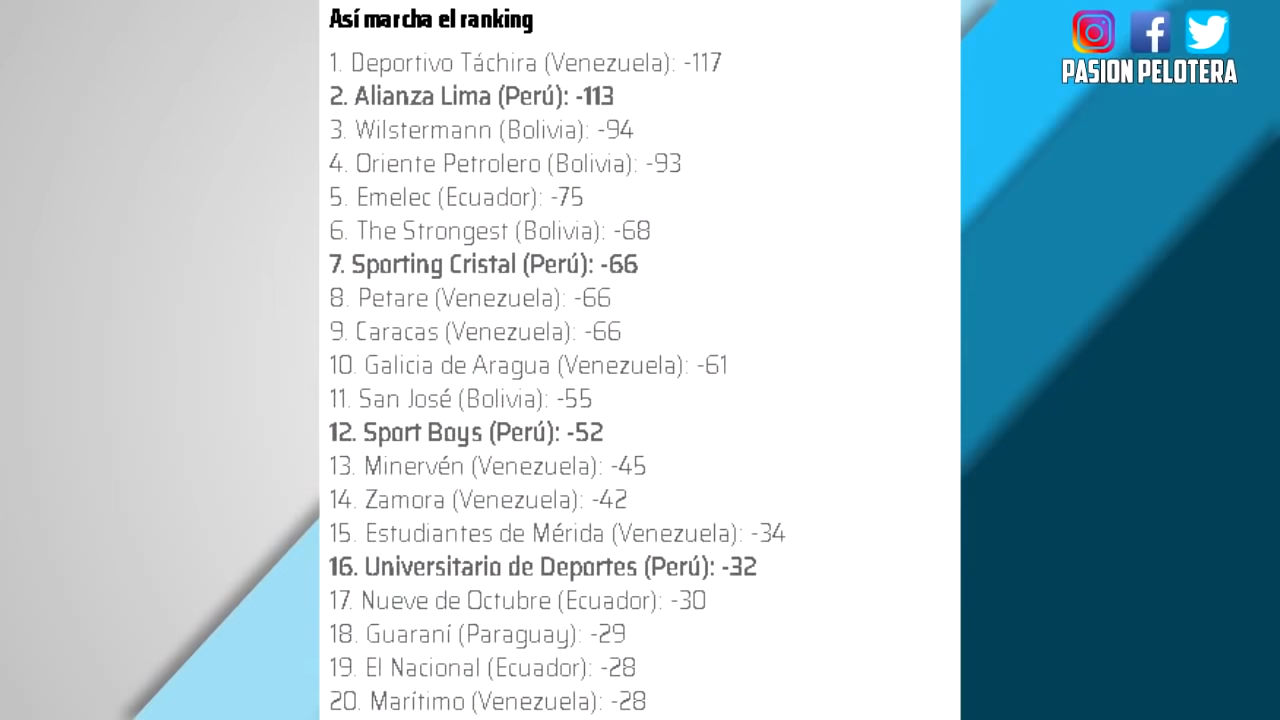 Así marcha el ranking
1. Deportivo Táchira (Venezuela): -117
2. Alianza Lima (Perú): -113
3. Wilstermann (Bolivia): -94
4. Oriente Petrolero (Bolivia): -93
5. Emelec (Ecuador): -75
6. The Strongest (Bolivia): -68
7. Sporting Cristal (Perú): -66
8. Petare (Venezuela): -66
9. Caracas (Venezuela): -66
10. Galicia de Aragua (Venezuela): -61
11. San José (Bolivia): -55
12. Sport Boys (Perú): -52
13. Minervén (Venezuela): -45
14. Zamora (Venezuela): -42
15. Estudiantes de Mérida (Venezuela): -34
16. Universitario de Deportes (Perú): -32
17. Nueve de Octubre (Ecuador): -30
18. Guaraní (Paraguay): -29
19. El Nacional (Ecuador): -28
20. Marítimo (Venezuela): -28
PASION PELOTERA